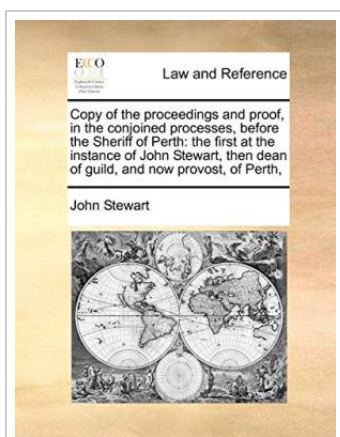 ECCO
Law and Reference
Copy of the proceedings and proof,
in the conjoined processes, before
the Sheriff of Perth: the first at the
instance of John Stewart, then dean
of guild, and now provost, of Perth,
John Stewart